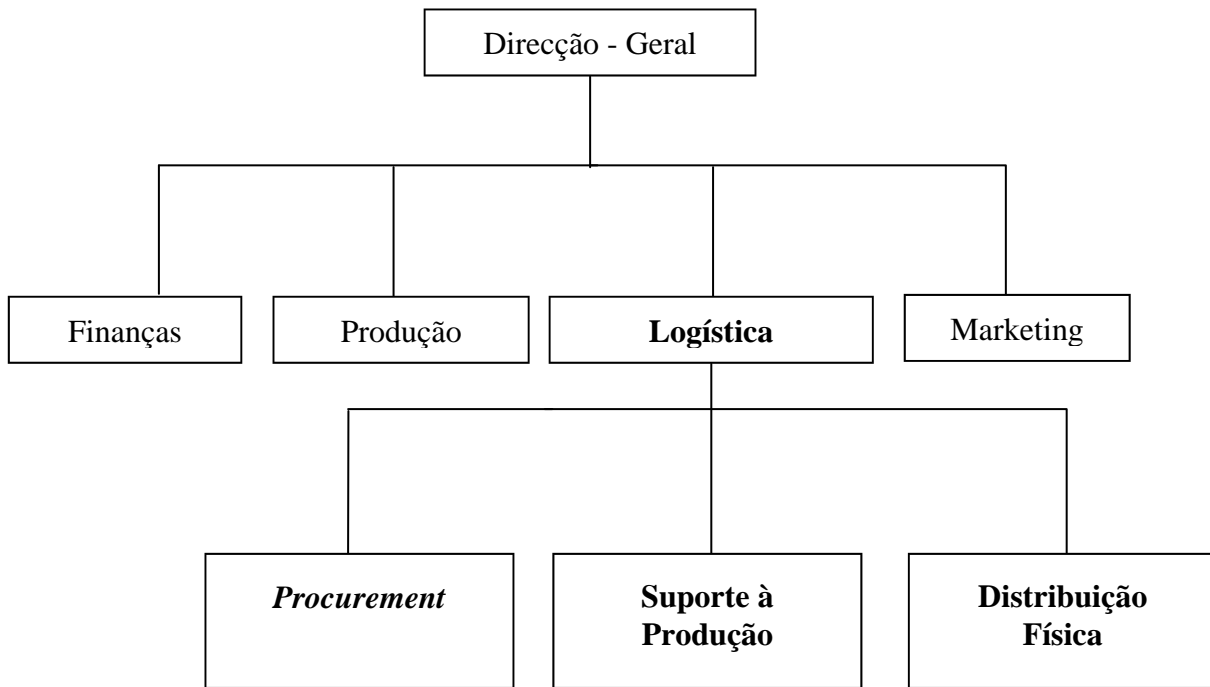 Direcção - Geral
Finanças
Produção
Logística
Marketing
Procurement
Suporte à
Produção
Distribuição
Física